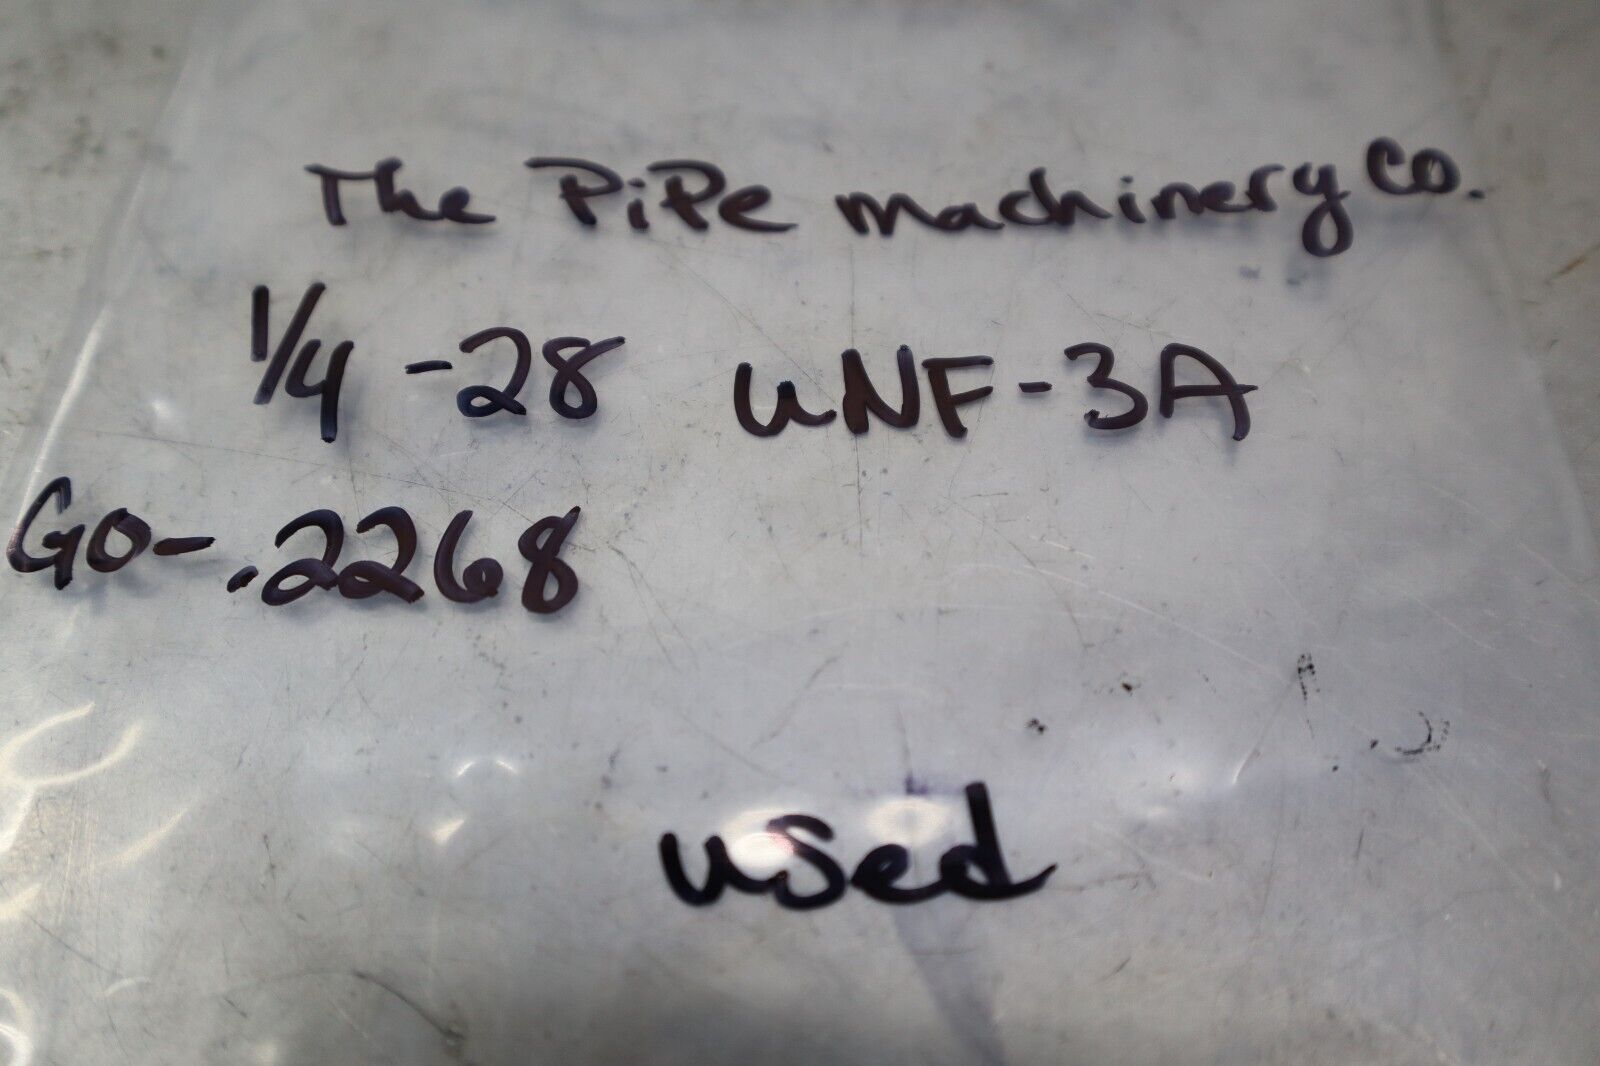 The PiPe machinery Co.
1/4 -28 UNF-3A
GO-.2268
used